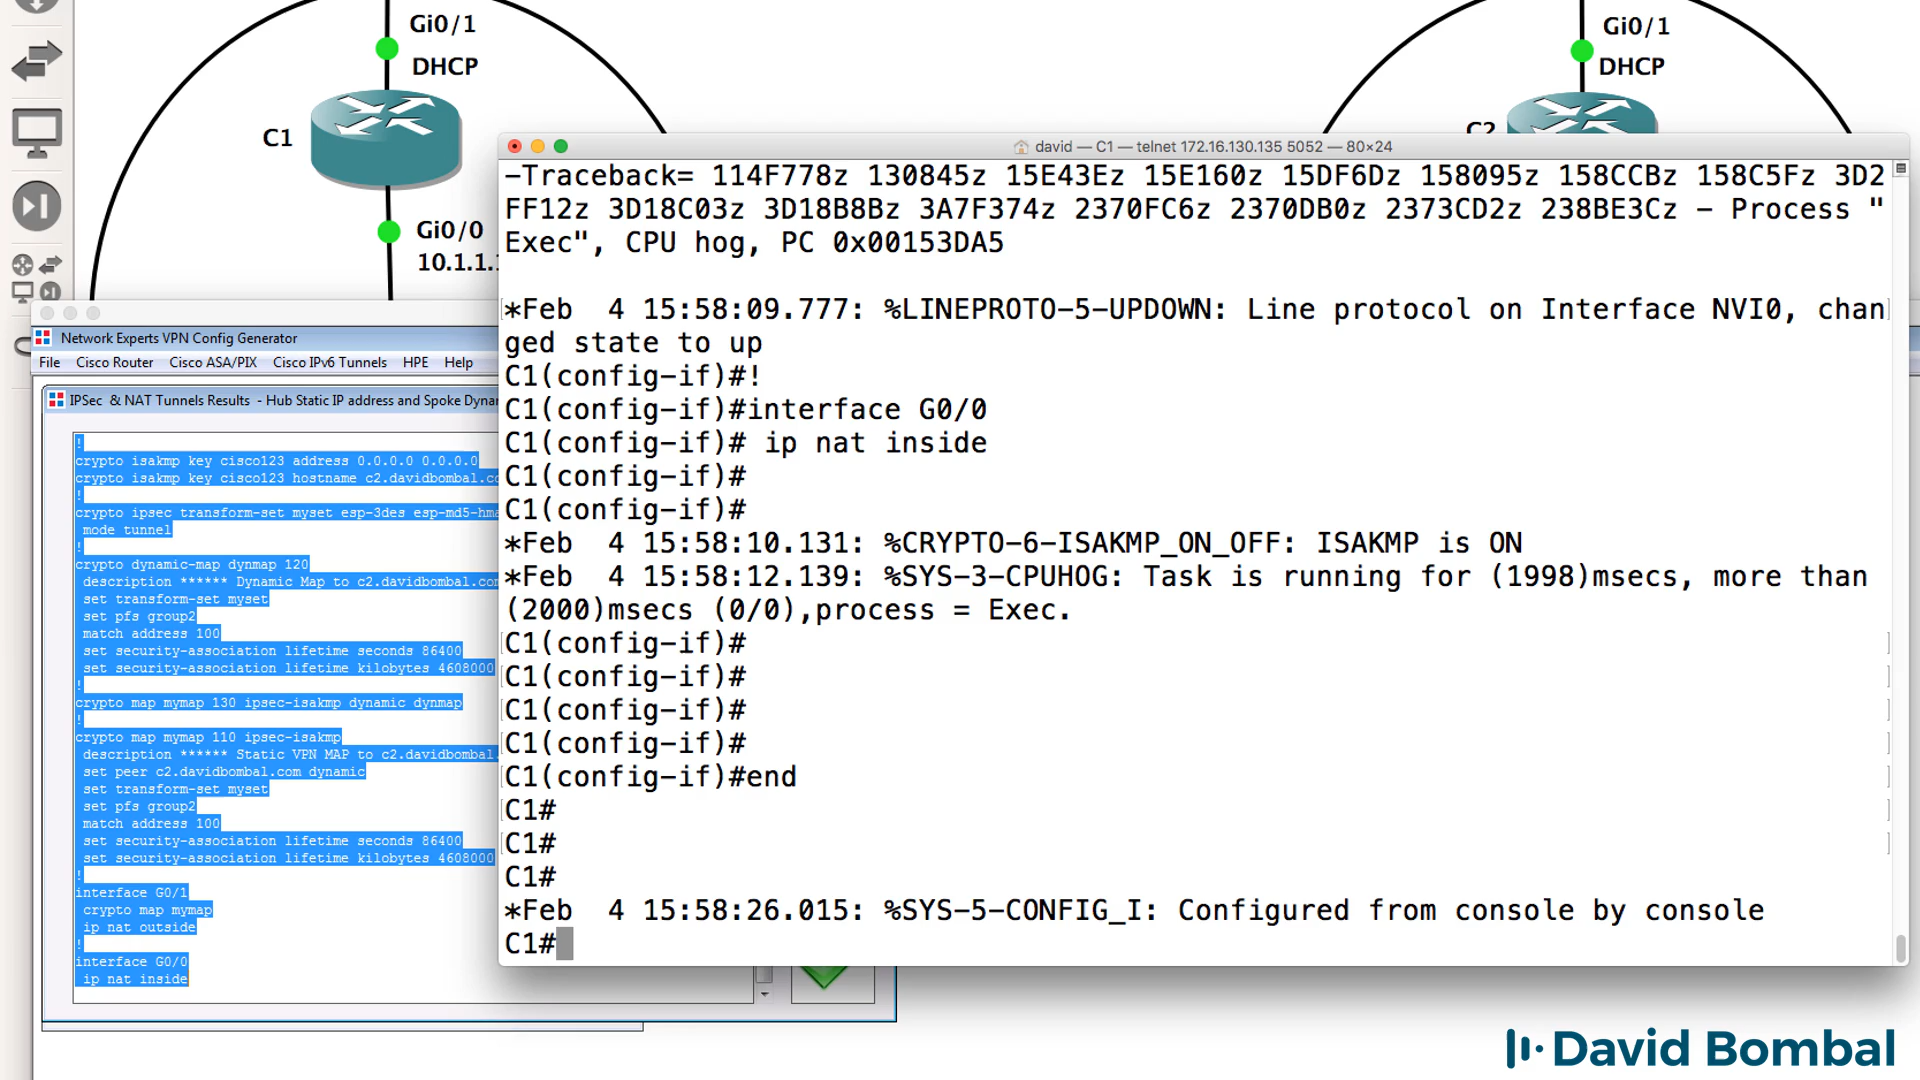 Gi0/1
DHCP
C1
Gi0/0
10.1.1.
Gi0/1
DHCP
C2
david — C1 — telnet 172.16.130.135 5052 — 80×24
-Traceback= 114F778z 130845z 15E43Ez 15E160z 15DF6Dz 158095z 158CCBz 158C5Fz 3D2
FF12z 3D18C03z 3D18B8Bz 3A7F374z 2370FC6z 2370DB0z 2373CD2z 238BE3Cz - Process "
Exec", CPU hog, PC 0x00153DA5
*Feb  4 15:58:09.777: %LINEPROTO-5-UPDOWN: Line protocol on Interface NVI0, chan
ged state to up
C1(config-if)#!
C1(config-if)#interface G0/0
C1(config-if)# ip nat inside
C1(config-if)#
C1(config-if)#
*Feb  4 15:58:10.131: %CRYPTO-6-ISAKMP_ON_OFF: ISAKMP is ON
*Feb  4 15:58:12.139: %SYS-3-CPUHOG: Task is running for (1998)msecs, more than
(2000)msecs (0/0),process = Exec.
C1(config-if)#
C1(config-if)#
C1(config-if)#
C1(config-if)#
C1(config-if)#end
C1#
C1#
C1#
*Feb  4 15:58:26.015: %SYS-5-CONFIG_I: Configured from console by console
C1#
Network Experts VPN Config Generator
File Cisco Router Cisco ASA/PIX Cisco IPv6 Tunnels HPE Help
IPSec & NAT Tunnels Results - Hub Static IP address and Spoke Dyna
!
crypto isakmp key cisco123 address 0.0.0.0 0.0.0.0
crypto isakmp key cisco123 hostname c2.davidbombal.co
!
crypto ipsec transform-set myset esp-3des esp-md5-hma
mode tunnel
!
crypto dynamic-map dynmap 120
description ****** Dynamic Map to c2.davidbombal.com
set transform-set myset
set pfs group2
match address 100
set security-association lifetime seconds 86400
set security-association lifetime kilobytes 4608000
!
crypto map mymap 130 ipsec-isakmp dynamic dynmap
!
crypto map mymap 110 ipsec-isakmp
description ****** Static VPN MAP to c2.davidbombal.
set peer c2.davidbombal.com dynamic
set transform-set myset
set pfs group2
match address 100
set security-association lifetime seconds 86400
set security-association lifetime kilobytes 4608000
!
interface G0/1
crypto map mymap
ip nat outside
!
interface G0/0
ip nat inside
David Bombal